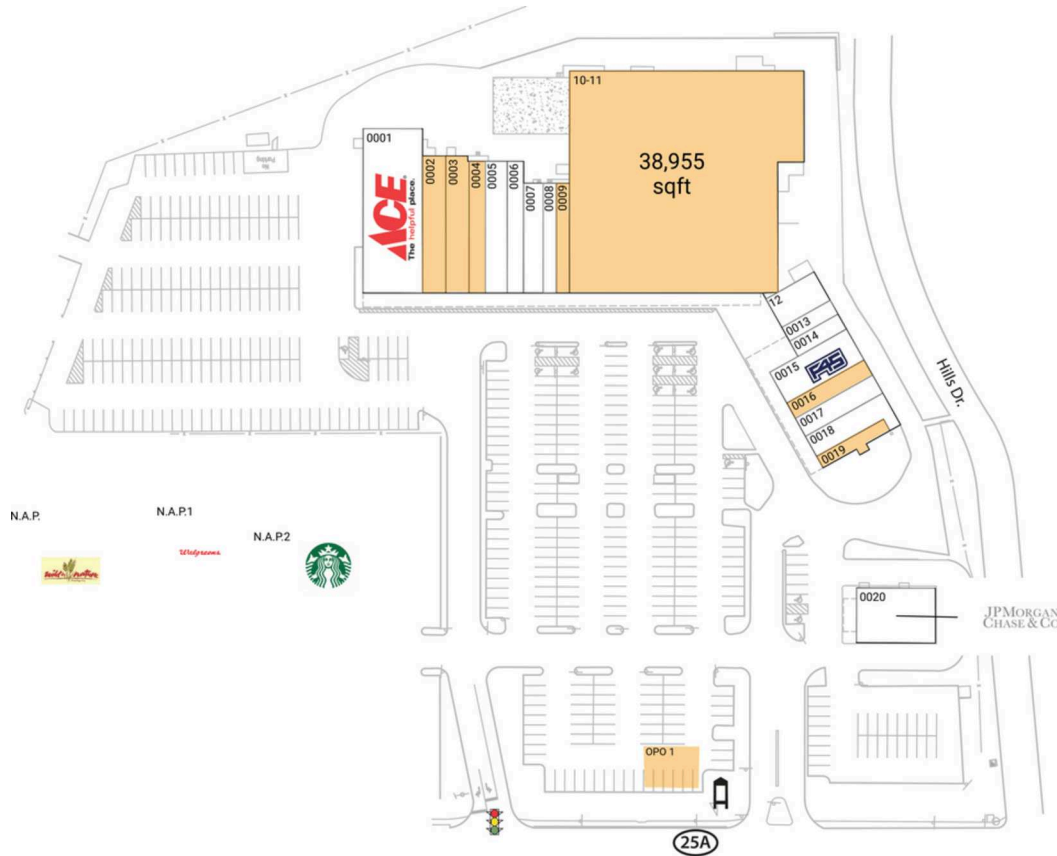 10-11
38,955
sqft
0001
ACE
The helpful place.
0002
0003
0004
0005
0006
0007
0008
0009
No
Parking
12
0013
0014
0015
F45
0016
0017
0018
0019
Hills Dr.
N.A.P.
N.A.P.1
Walgreens
N.A.P.2
0020
JPMORGAN
CHASE & CO
OPO 1
25A